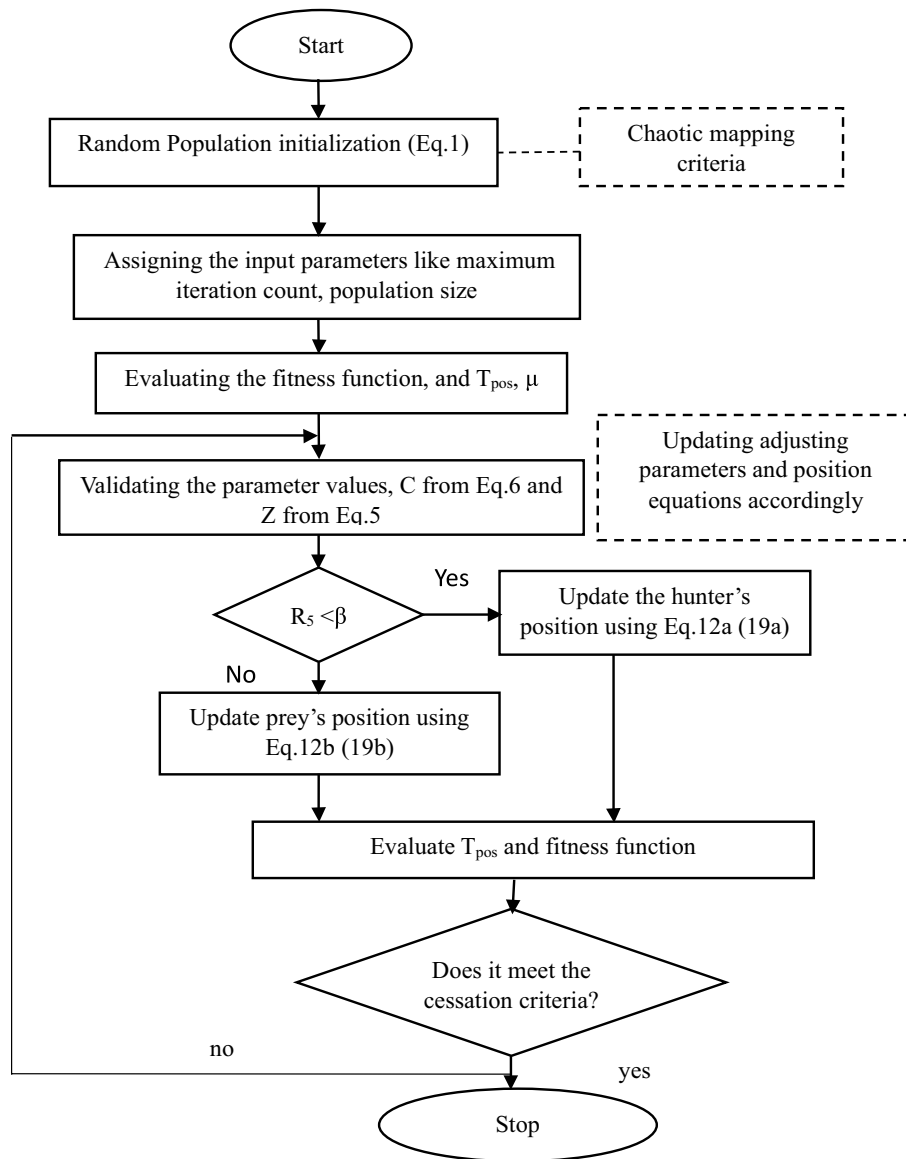 Start
Random Population initialization (Eq.1)
Chaotic mapping
criteria
Assigning the input parameters like maximum
iteration count, population size
Evaluating the fitness function, and Tpos, μ
Updating adjusting
parameters and position
equations accordingly
Validating the parameter values, C from Eq.6 and
Z from Eq.5
R5 <β
Yes
Update the hunter’s
position using Eq.12a (19a)
No
Update prey’s position using
Eq.12b (19b)
Evaluate Tpos and fitness function
Does it meet the
cessation criteria?
no
yes
Stop